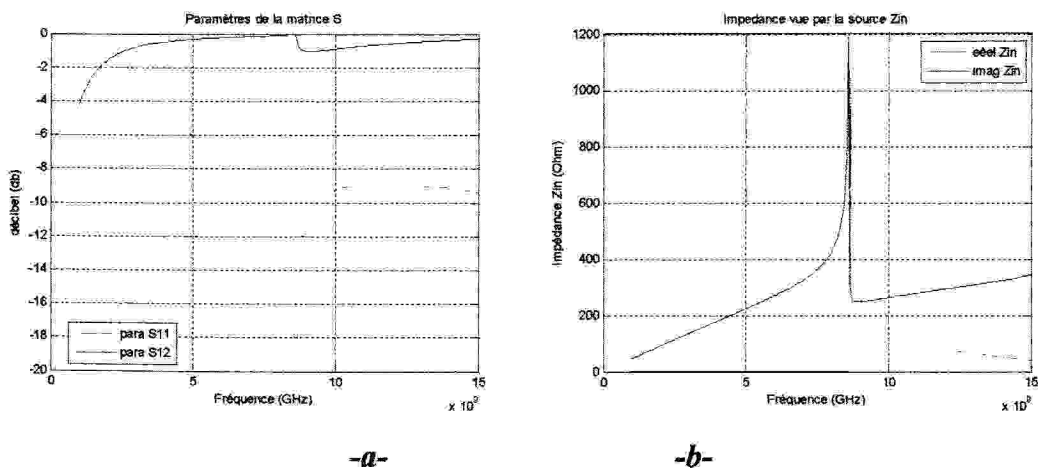 Paramètres de la matrice S
0
-2
-4
-6
-8
-10
-12
-14
-16
-18
-20
décibel (db)
para S11
para S12
0
5
10
15
Fréquence (GHz)
x 10⁹
-a-
Impedance vue par la source Zin
1200
1000
800
600
400
200
0
Impédance Zin (Ohm)
eéel Zin
imag Zin
0
5
10
15
Fréquence (GHz)
x 10⁹
-b-